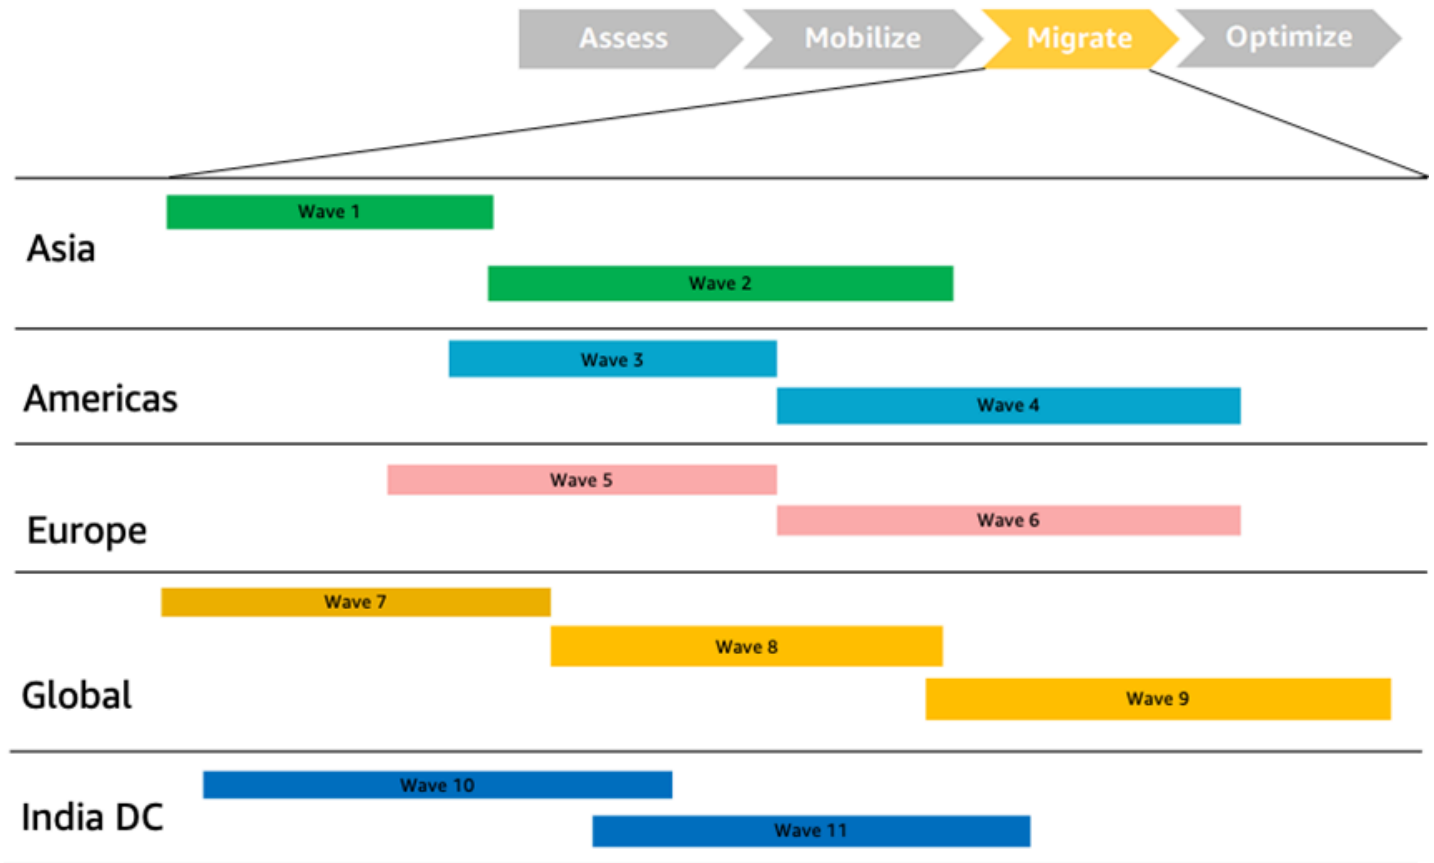 Assess Mobilize Migrate Optimize
Wave 1
Asia
Wave 2
Wave 3
Americas
Wave 4
Wave 5
Europe
Wave 6
Wave 7
Wave 8
Global
Wave 9
Wave 10
India DC
Wave 11